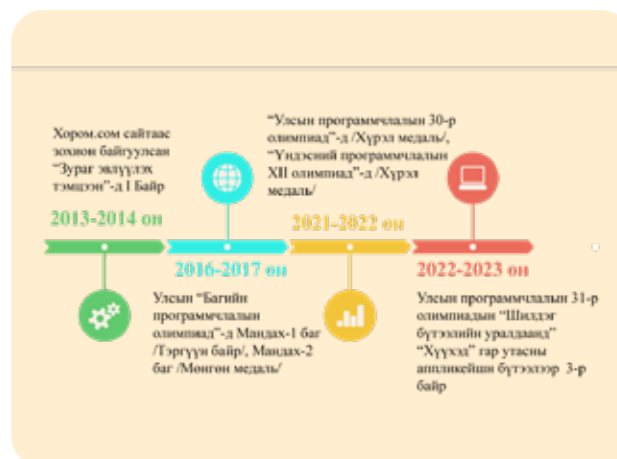 Хором.com сайтаас
зохион байгуулсан
“Зураг эвлүүлэх
тэмцээн”-д I Байр
2013-2014 он
2016-2017 он
Улсын “Багийн
программчлалын
олимпиад”-д Мандах-1 баг
/Тэргүүн байр/, Мандах-2
баг /Мөнгөн медаль/
“Улсын программчлалын 30-р
олимпиад”-д /Хүрэл медаль/,
“Үндэсний программчлалын
XII олимпиад”-д /Хүрэл
медаль/
2021-2022 он
2022-2023 он
Улсын программчлалын 31-р
олимпиадын “Шилдэг
бүтээлийн уралдаанд”
“Хүүхэд” гар утасны
аппликейшн бүтээлээр 3-р
байр